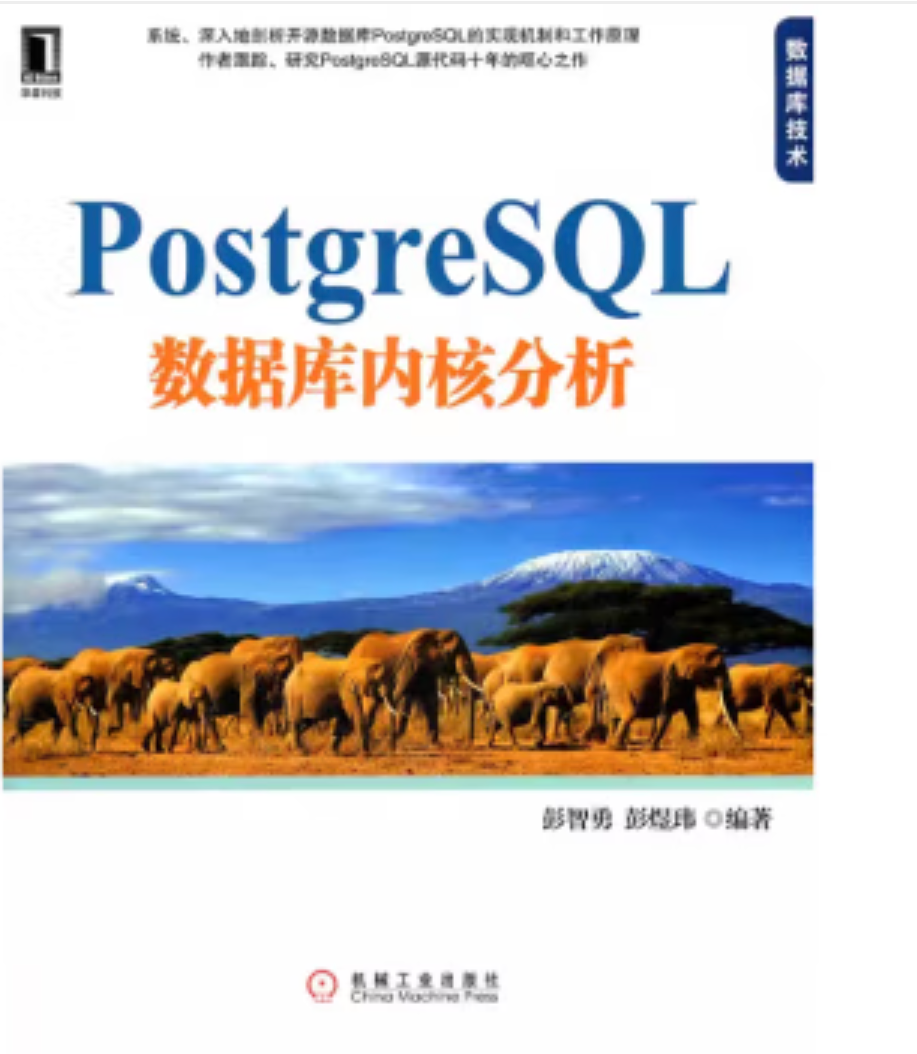 系统、深入地剖析开源数据库PostgreSQL的实现机制和工作原理
作者跟踪、研究PostgreSQL源代码十年的呕心之作
华章科技
数据库技术
PostgreSQL
数据库内核分析
彭智勇 彭煜玮 ◎编著
机械工业出版社
China Machine Press